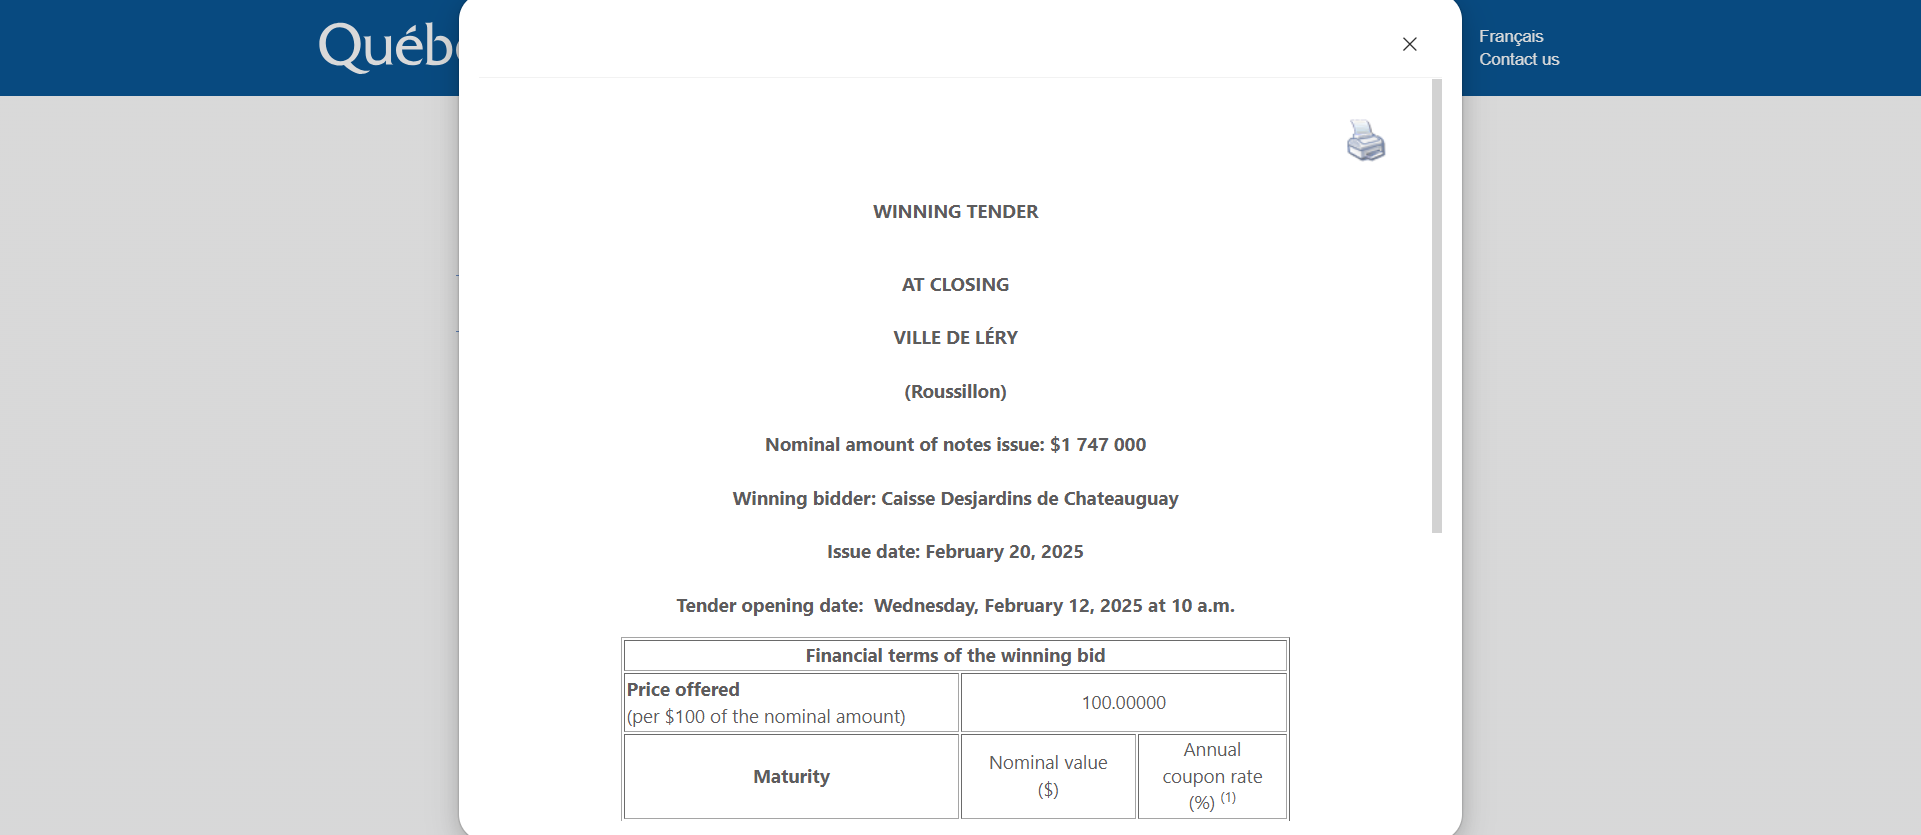 Français
Contact us
WINNING TENDER
AT CLOSING
VILLE DE LÉRY
(Roussillon)
Nominal amount of notes issue: $1 747 000
Winning bidder: Caisse Desjardins de Chateauguay
Issue date: February 20, 2025
Tender opening date:  Wednesday, February 12, 2025 at 10 a.m.
Financial terms of the winning bid
Price offered
(per $100 of the nominal amount)
100.00000
Maturity
Nominal value
($)
Annual
coupon rate
(%) (1)